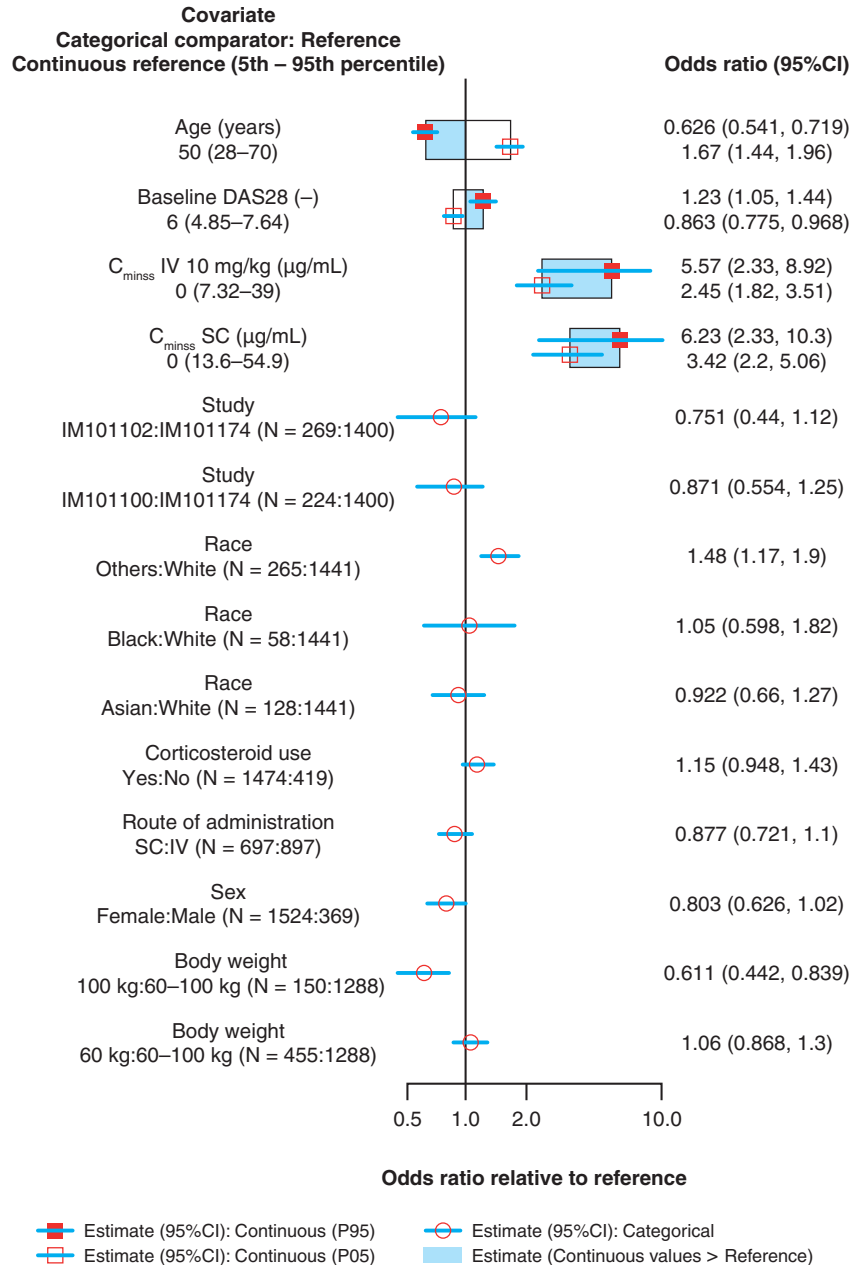 Covariate
Categorical comparator: Reference
Continuous reference (5th – 95th percentile)
Odds ratio (95%CI)
Age (years)
50 (28–70)
0.626 (0.541, 0.719)
1.67 (1.44, 1.96)
Baseline DAS28 (–)
6 (4.85–7.64)
1.23 (1.05, 1.44)
0.863 (0.775, 0.968)
Cminss IV 10 mg/kg (µg/mL)
0 (7.32–39)
5.57 (2.33, 8.92)
2.45 (1.82, 3.51)
Cminss SC (µg/mL)
0 (13.6–54.9)
6.23 (2.33, 10.3)
3.42 (2.2, 5.06)
Study
IM101102:IM101174 (N = 269:1400)
0.751 (0.44, 1.12)
Study
IM101100:IM101174 (N = 224:1400)
0.871 (0.554, 1.25)
Race
Others:White (N = 265:1441)
1.48 (1.17, 1.9)
Race
Black:White (N = 58:1441)
1.05 (0.598, 1.82)
Race
Asian:White (N = 128:1441)
0.922 (0.66, 1.27)
Corticosteroid use
Yes:No (N = 1474:419)
1.15 (0.948, 1.43)
Route of administration
SC:IV (N = 697:897)
0.877 (0.721, 1.1)
Sex
Female:Male (N = 1524:369)
0.803 (0.626, 1.02)
Body weight
100 kg:60–100 kg (N = 150:1288)
0.611 (0.442, 0.839)
Body weight
60 kg:60–100 kg (N = 455:1288)
1.06 (0.868, 1.3)
0.5 1.0 2.0 10.0
Odds ratio relative to reference
Estimate (95%CI): Continuous (P95)
Estimate (95%CI): Categorical
Estimate (95%CI): Continuous (P05)
Estimate (Continuous values > Reference)